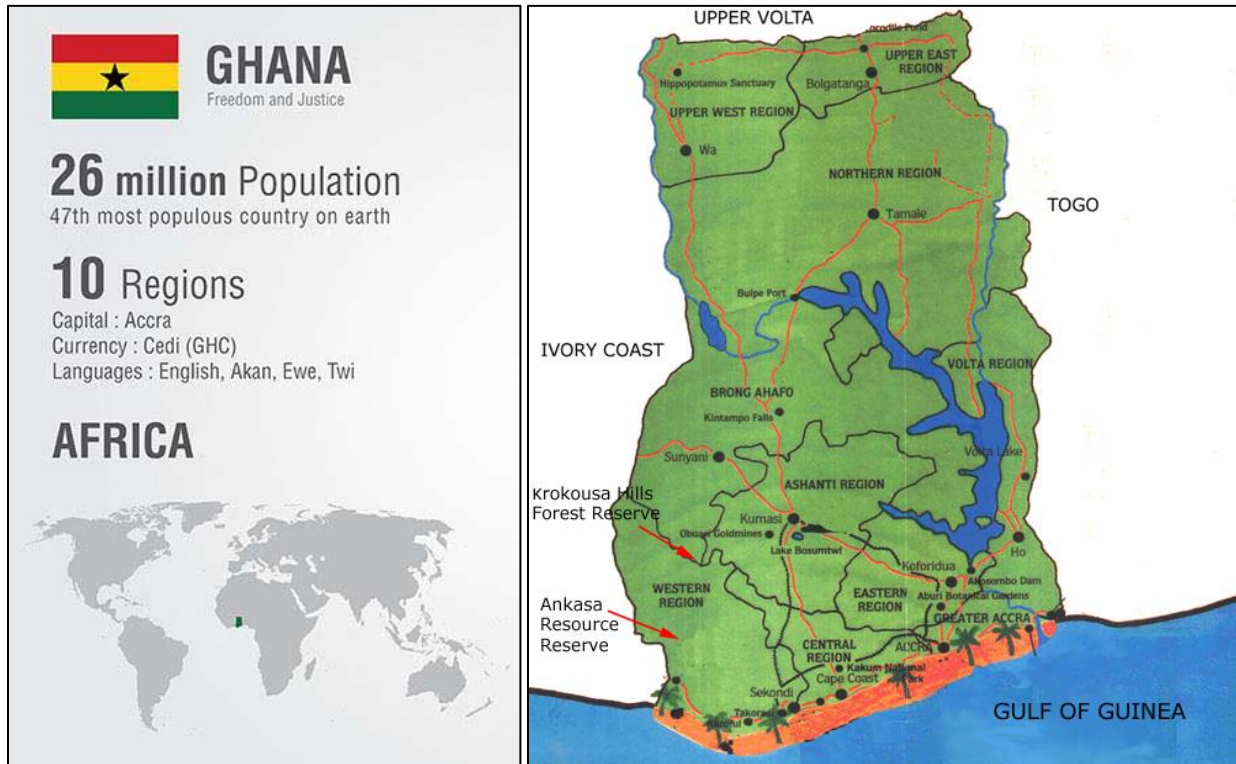 GHANA
Freedom and Justice
26 million Population
47th most populous country on earth
10 Regions
Capital : Accra
Currency : Cedi (GHC)
Languages : English, Akan, Ewe, Twi
AFRICA
UPPER VOLTA
ocodile Pond
UPPER EAST
REGION
Hippopotamus Sanctuary
Bolgatanga
UPPER WEST REGION
Wa
NORTHERN REGION
Tamale
TOGO
Buipe Port
IVORY COAST
VOLTA REGION
BRONG AHAFO
Kintampo Falls
Sunyani
Volta Lake
ASHANTI REGION
Krokousa Hills
Forest Reserve
Kumasi
Obuasi Goldmines
Lake Bosumtwi
Ho
Koforidua
Akosombo Dam
WESTERN
REGION
EASTERN
REGION
Aburi Botanical Gardens
Ankasa
Resource
Reserve
GREATER ACCRA
ACCRA
CENTRAL
REGION
Kakum National
Park
Cape Coast
Sekondi
Takoradi
GULF OF GUINEA